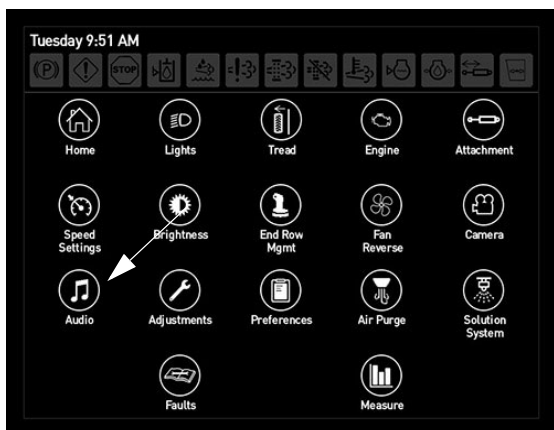 Tuesday 9:51 AM
(P) STOP
Home Lights Tread Engine Attachment
Speed Settings Brightness End Row Mgmt Fan Reverse Camera
Audio Adjustments Preferences Air Purge Solution System
Faults Measure